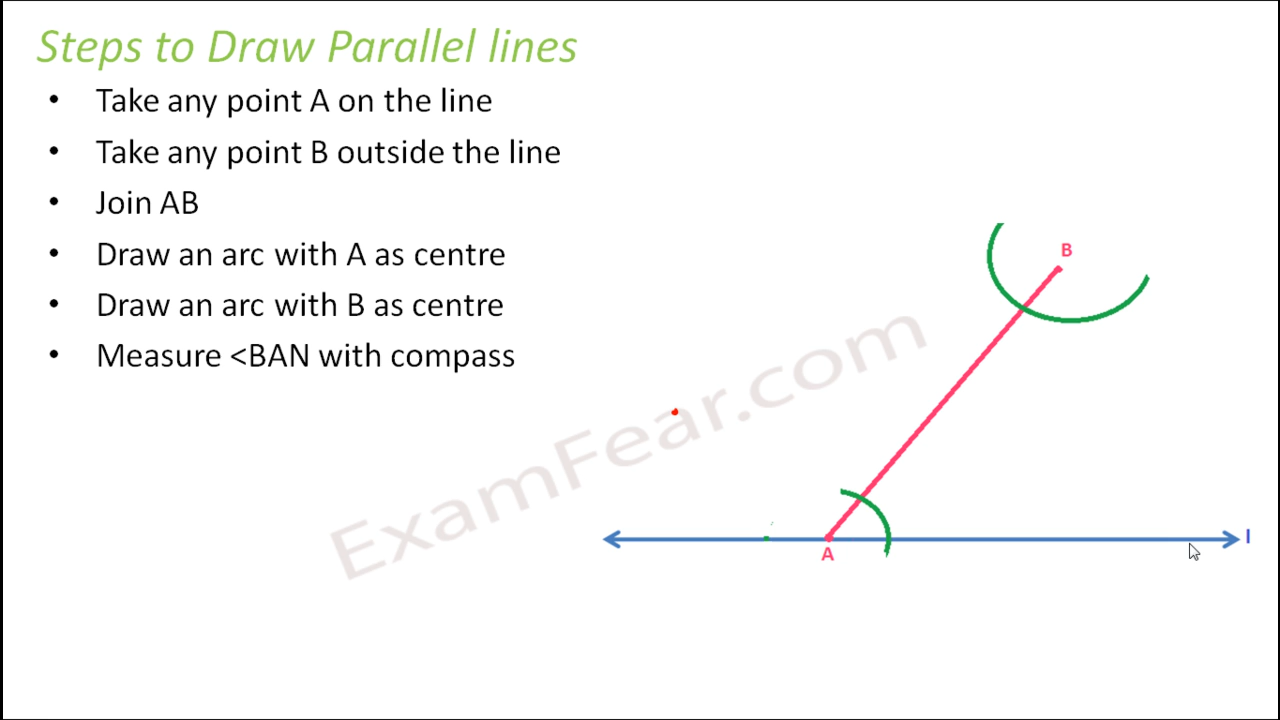 Steps to Draw Parallel lines
• Take any point A on the line
• Take any point B outside the line
• Join AB
• Draw an arc with A as centre
• Draw an arc with B as centre
• Measure <BAN with compass
B
ExamFear.com
A
l